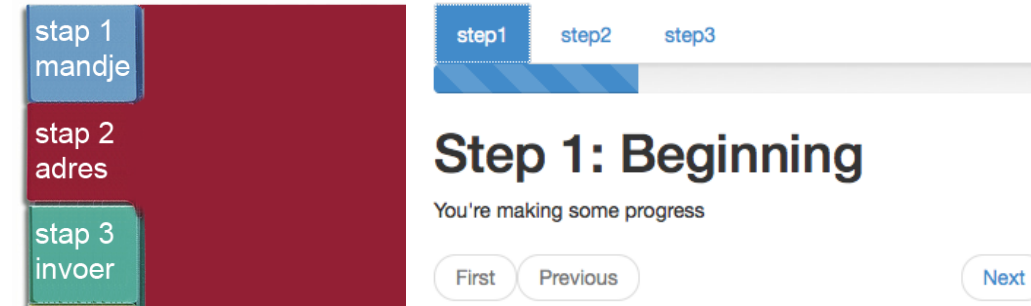 stap 1
mandje
stap 2
adres
stap 3
invoer
step1 step2 step3
Step 1: Beginning
You're making some progress
First Previous Next